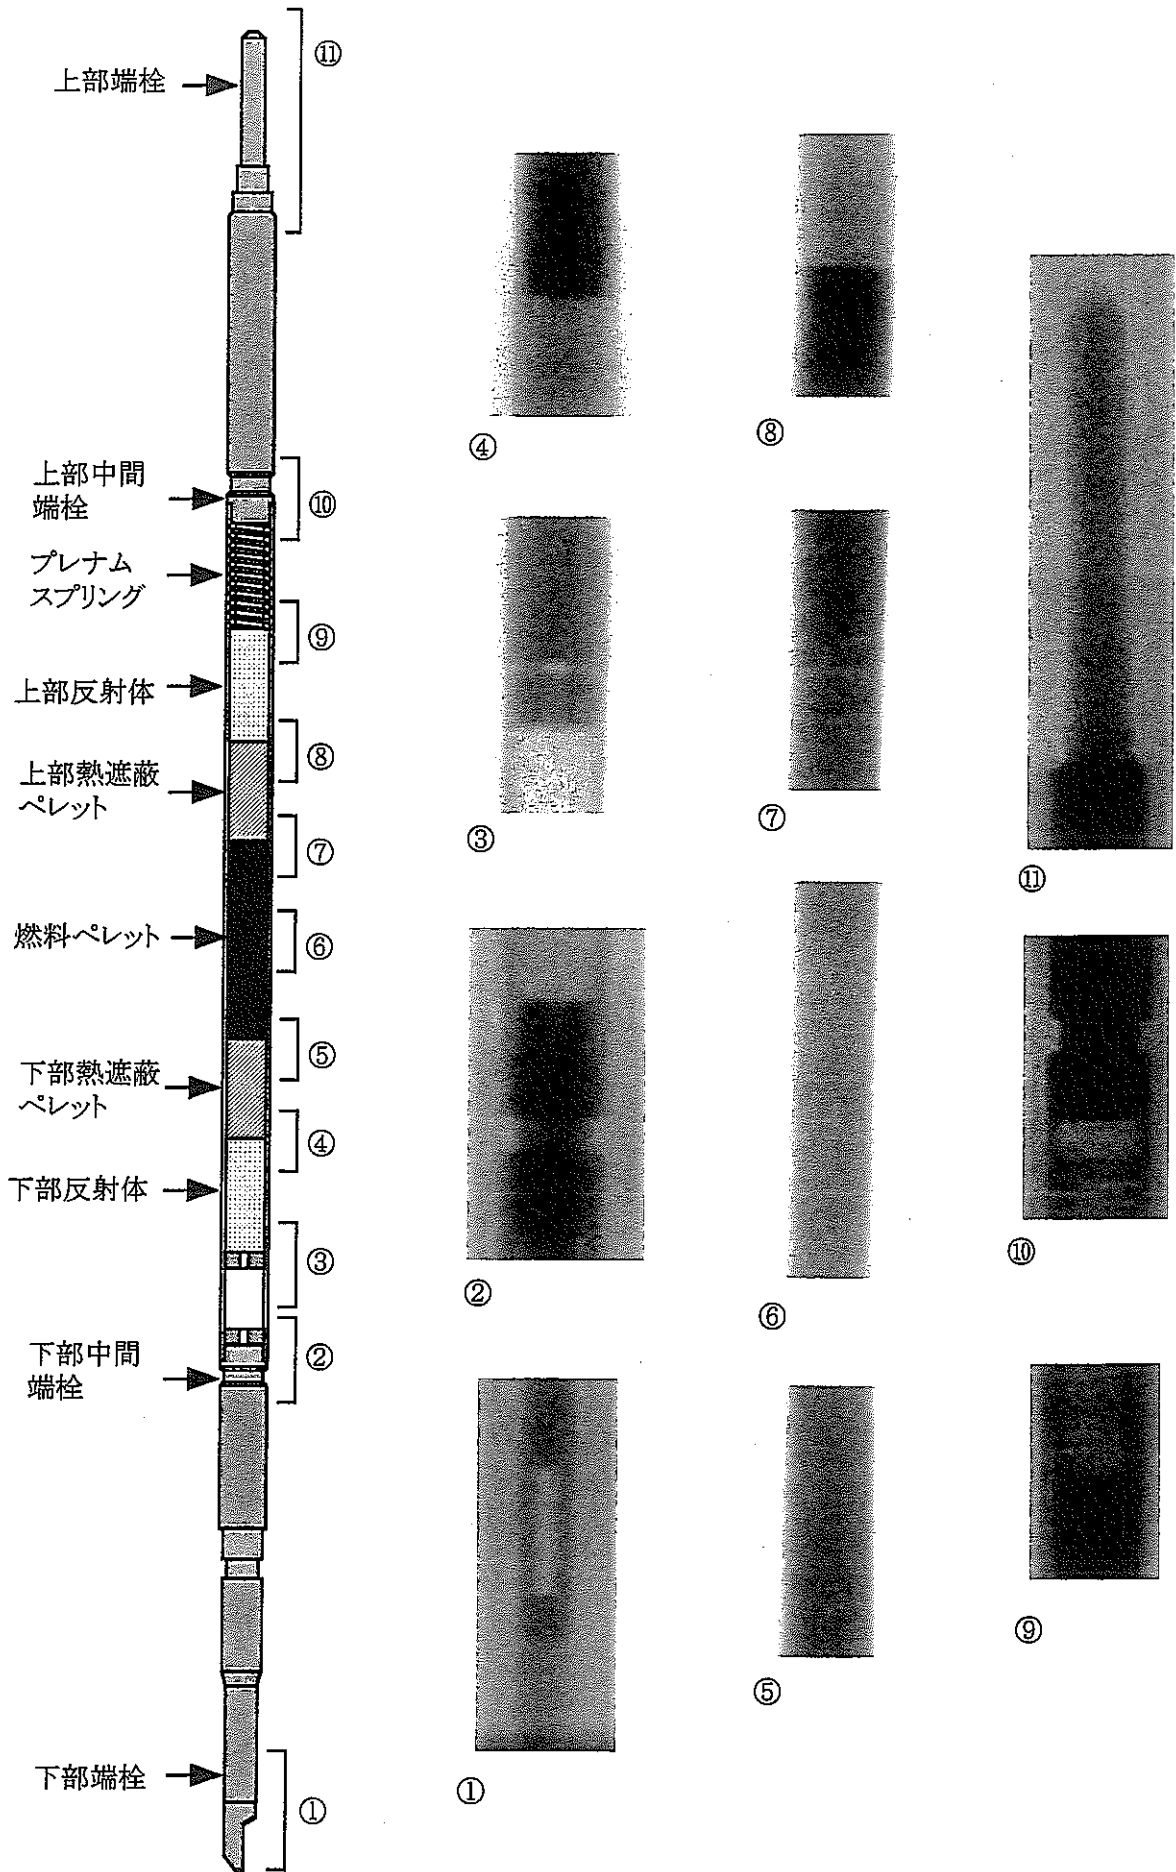 上部端栓
⑪
上部中間
端栓
⑩
プレナム
スプリング
⑨
上部反射体
⑧
上部熱遮蔽
ペレット
⑦
燃料ペレット
⑥
⑤
下部熱遮蔽
ペレット
④
下部反射体
③
②
下部中間
端栓
下部端栓
①
④
③
②
①
⑧
⑦
⑥
⑤
⑪
⑩
⑨